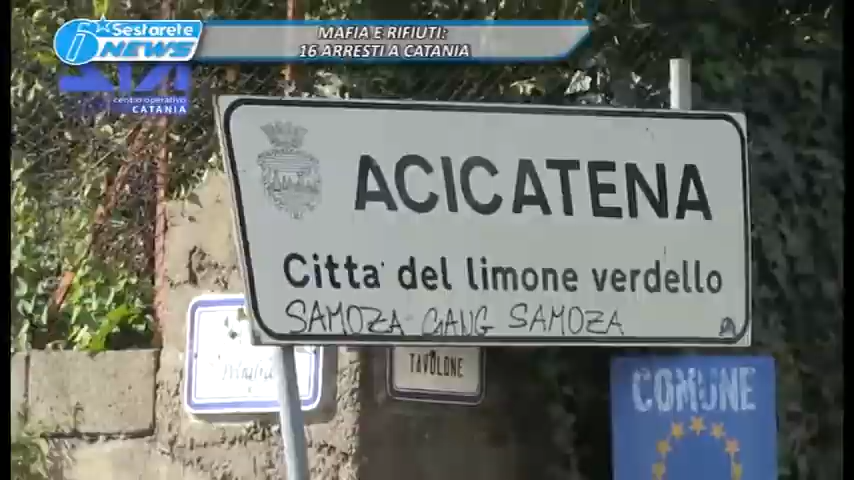 6 Sestarete
NEWS
MAFIA E RIFIUTI:
16 ARRESTI A CATANIA
DIA
centro operativo
CATANIA
ACICATENA
Citta del limone verdello
SAMOZA GANG SAMOZA
TAVOLONE
COMUNE